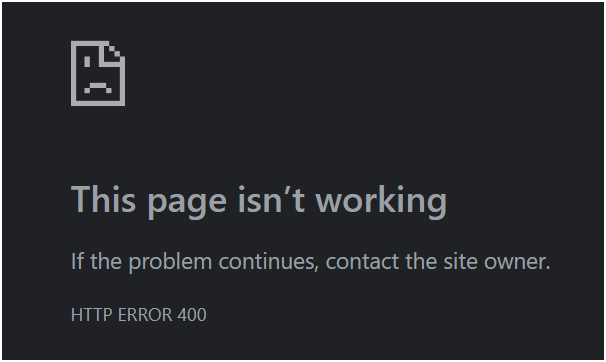 This page isn’t working
If the problem continues, contact the site owner.
HTTP ERROR 400